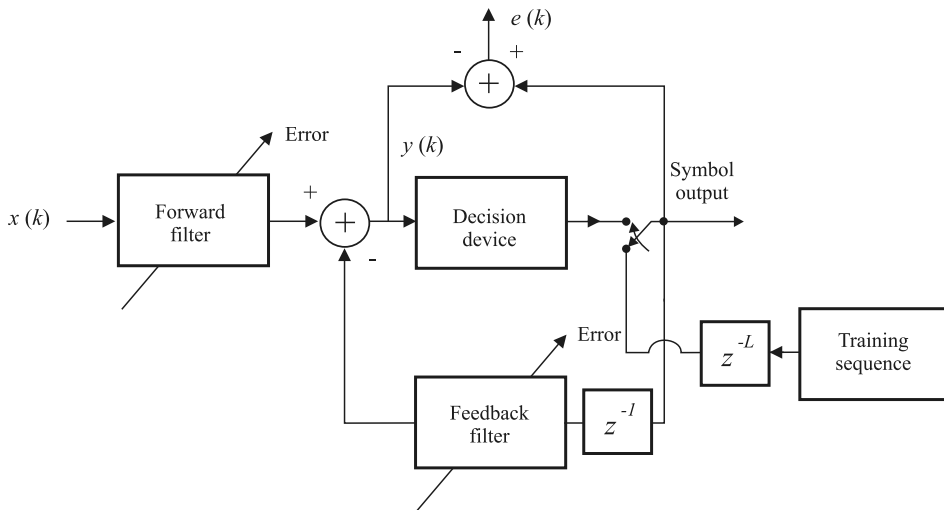 e (k)
- +
+
Error
y (k)
Symbol
output
x (k)
Forward
filter
+
+
-
Decision
device
Error
Training
sequence
z^-L
Feedback
filter
z^-1